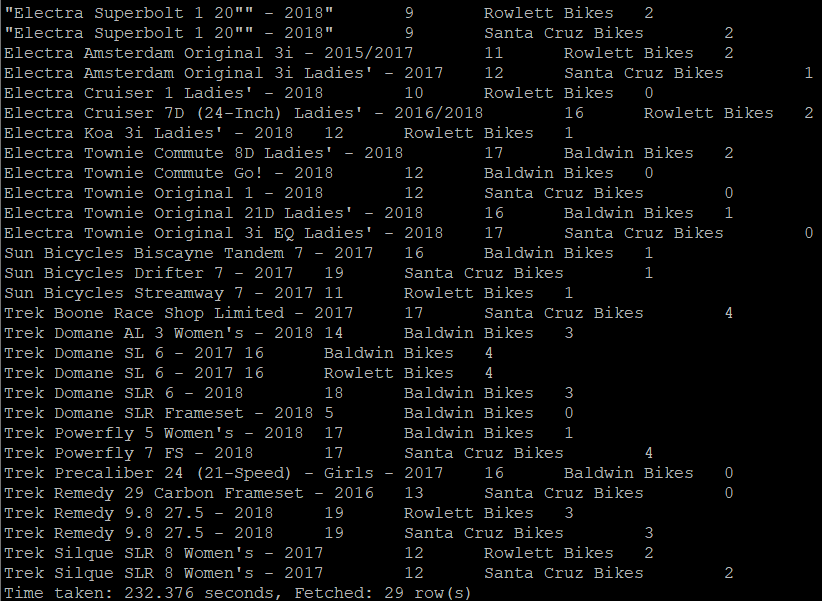 "Electra Superbolt 1 20"" - 2018" 9 Rowlett Bikes 2
"Electra Superbolt 1 20"" - 2018" 9 Santa Cruz Bikes 2
Electra Amsterdam Original 3i - 2015/2017 11 Rowlett Bikes 2
Electra Amsterdam Original 3i Ladies' - 2017 12 Santa Cruz Bikes 1
Electra Cruiser 1 Ladies' - 2018 10 Rowlett Bikes 0
Electra Cruiser 7D (24-Inch) Ladies' - 2016/2018 16 Rowlett Bikes 2
Electra Koa 3i Ladies' - 2018 12 Rowlett Bikes 1
Electra Townie Commute 8D Ladies' - 2018 17 Baldwin Bikes 2
Electra Townie Commute Go! - 2018 12 Baldwin Bikes 0
Electra Townie Original 1 - 2018 12 Santa Cruz Bikes 0
Electra Townie Original 21D Ladies' - 2018 16 Baldwin Bikes 1
Electra Townie Original 3i EQ Ladies' - 2018 17 Santa Cruz Bikes 0
Sun Bicycles Biscayne Tandem 7 - 2017 16 Baldwin Bikes 1
Sun Bicycles Drifter 7 - 2017 19 Santa Cruz Bikes 1
Sun Bicycles Streamway 7 - 2017 11 Rowlett Bikes 1
Trek Boone Race Shop Limited - 2017 17 Santa Cruz Bikes 4
Trek Domane AL 3 Women's - 2018 14 Baldwin Bikes 3
Trek Domane SL 6 - 2017 16 Baldwin Bikes 4
Trek Domane SL 6 - 2017 16 Rowlett Bikes 4
Trek Domane SLR 6 - 2018 18 Baldwin Bikes 3
Trek Domane SLR Frameset - 2018 5 Baldwin Bikes 0
Trek Powerfly 5 Women's - 2018 17 Baldwin Bikes 1
Trek Powerfly 7 FS - 2018 17 Santa Cruz Bikes 4
Trek Precaliber 24 (21-Speed) - Girls - 2017 16 Baldwin Bikes 0
Trek Remedy 29 Carbon Frameset - 2016 13 Santa Cruz Bikes 0
Trek Remedy 9.8 27.5 - 2018 19 Rowlett Bikes 3
Trek Remedy 9.8 27.5 - 2018 19 Santa Cruz Bikes 3
Trek Silque SLR 8 Women's - 2017 12 Rowlett Bikes 2
Trek Silque SLR 8 Women's - 2017 12 Santa Cruz Bikes 2
Time taken: 232.376 seconds, Fetched: 29 row(s)